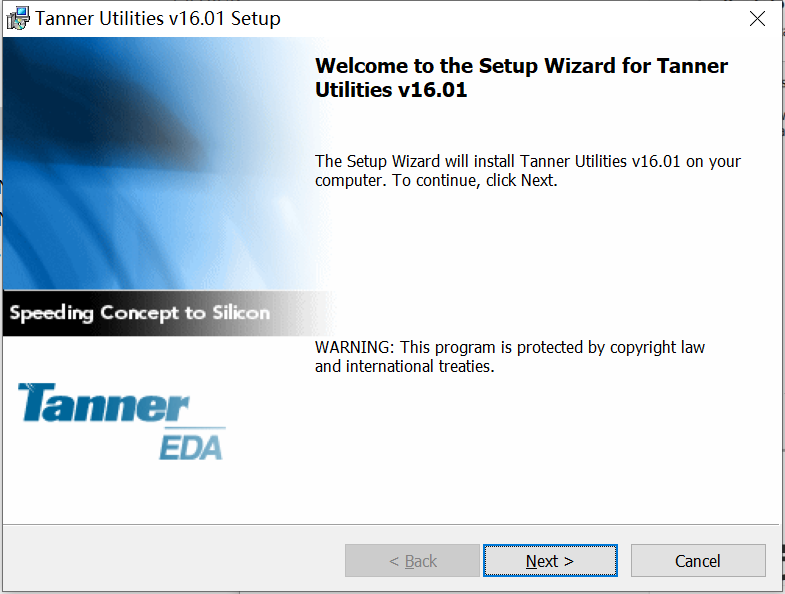 Tanner Utilities v16.01 Setup
Welcome to the Setup Wizard for Tanner
Utilities v16.01
The Setup Wizard will install Tanner Utilities v16.01 on your
computer. To continue, click Next.
Speeding Concept to Silicon
WARNING: This program is protected by copyright law
and international treaties.
Tanner
EDA
< Back
Next >
Cancel